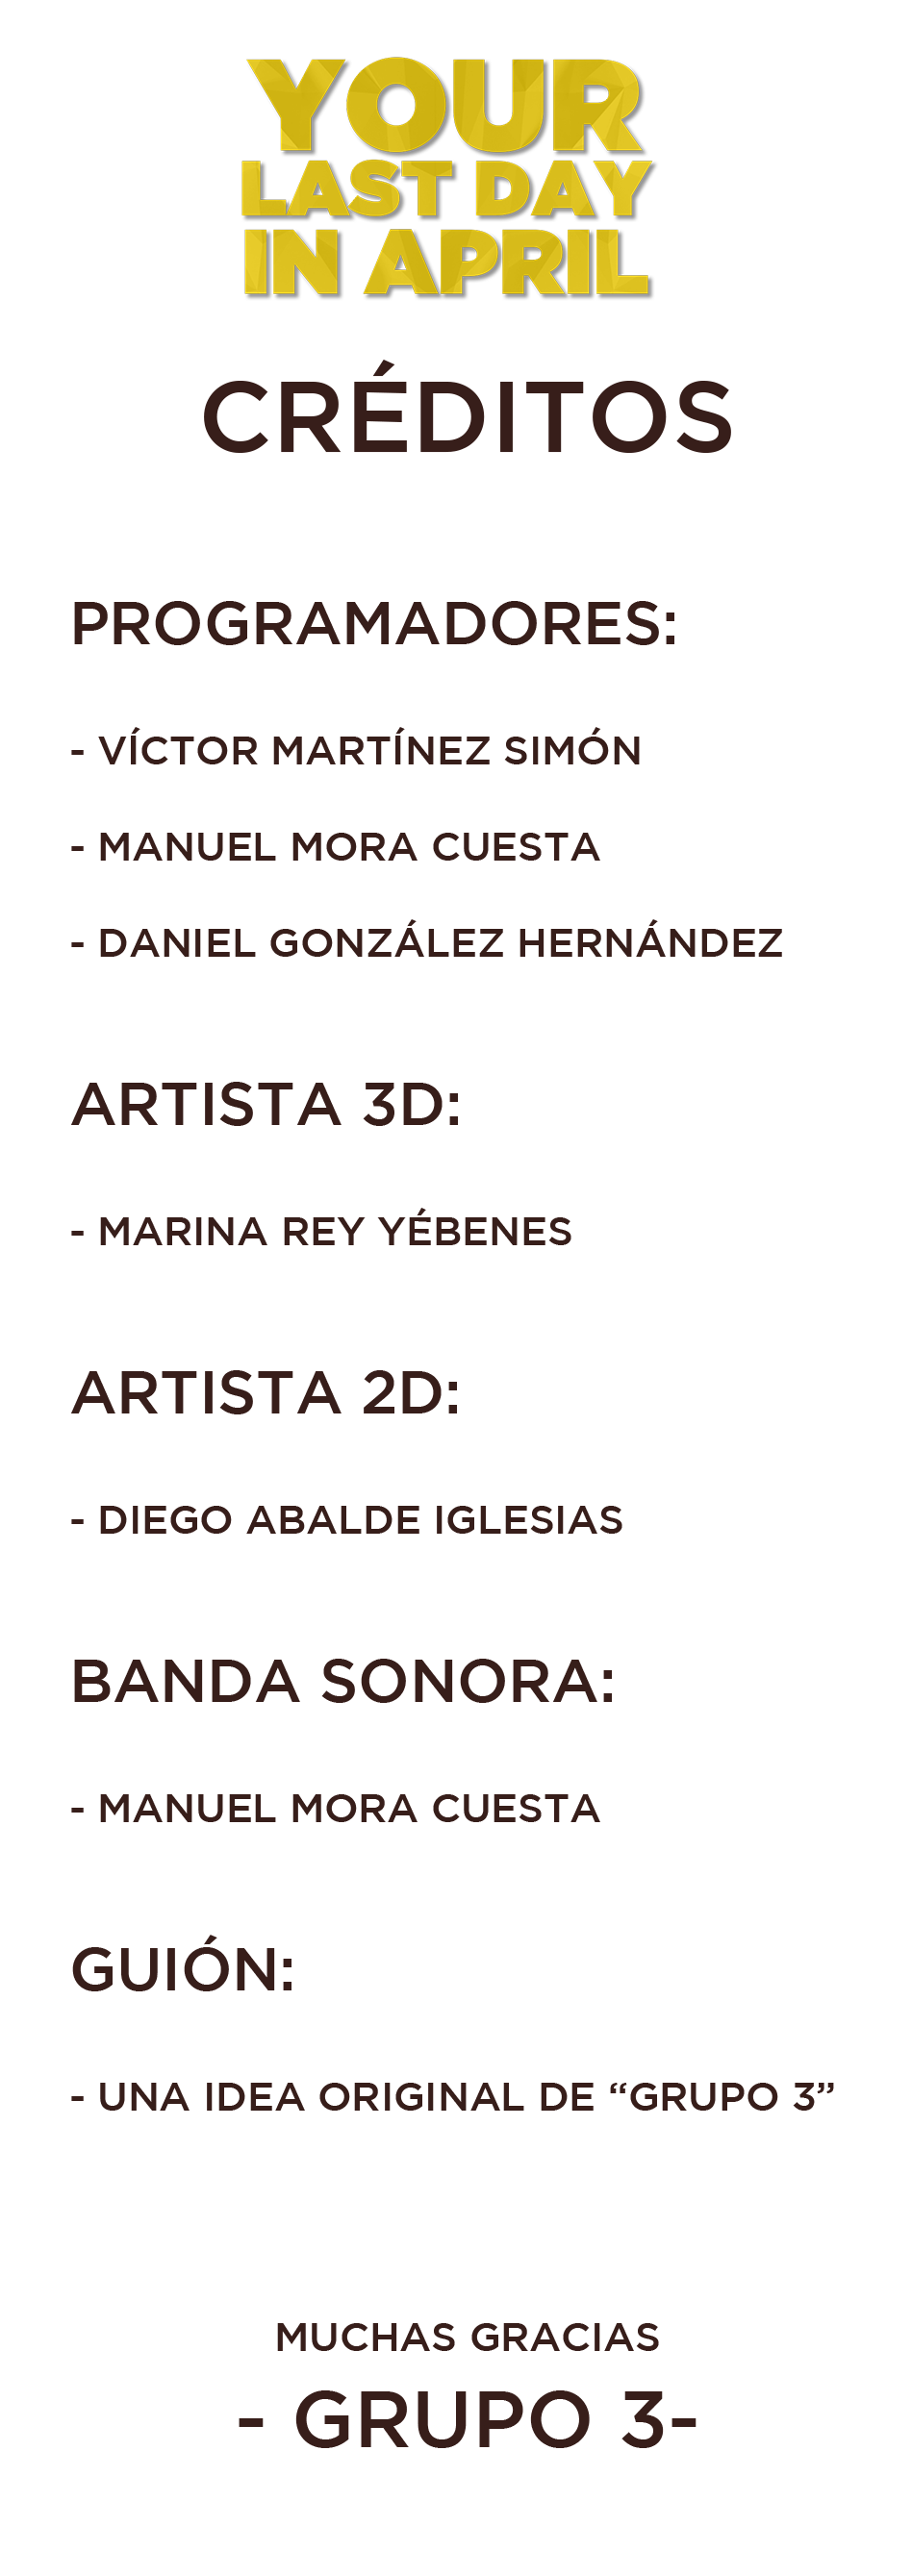 YOUR
LAST DAY
IN APRIL
CRÉDITOS
PROGRAMADORES:
- VÍCTOR MARTÍNEZ SIMÓN
- MANUEL MORA CUESTA
- DANIEL GONZÁLEZ HERNÁNDEZ
ARTISTA 3D:
- MARINA REY YÉBENES
ARTISTA 2D:
- DIEGO ABALDE IGLESIAS
BANDA SONORA:
- MANUEL MORA CUESTA
GUIÓN:
- UNA IDEA ORIGINAL DE “GRUPO 3”
MUCHAS GRACIAS
- GRUPO 3-